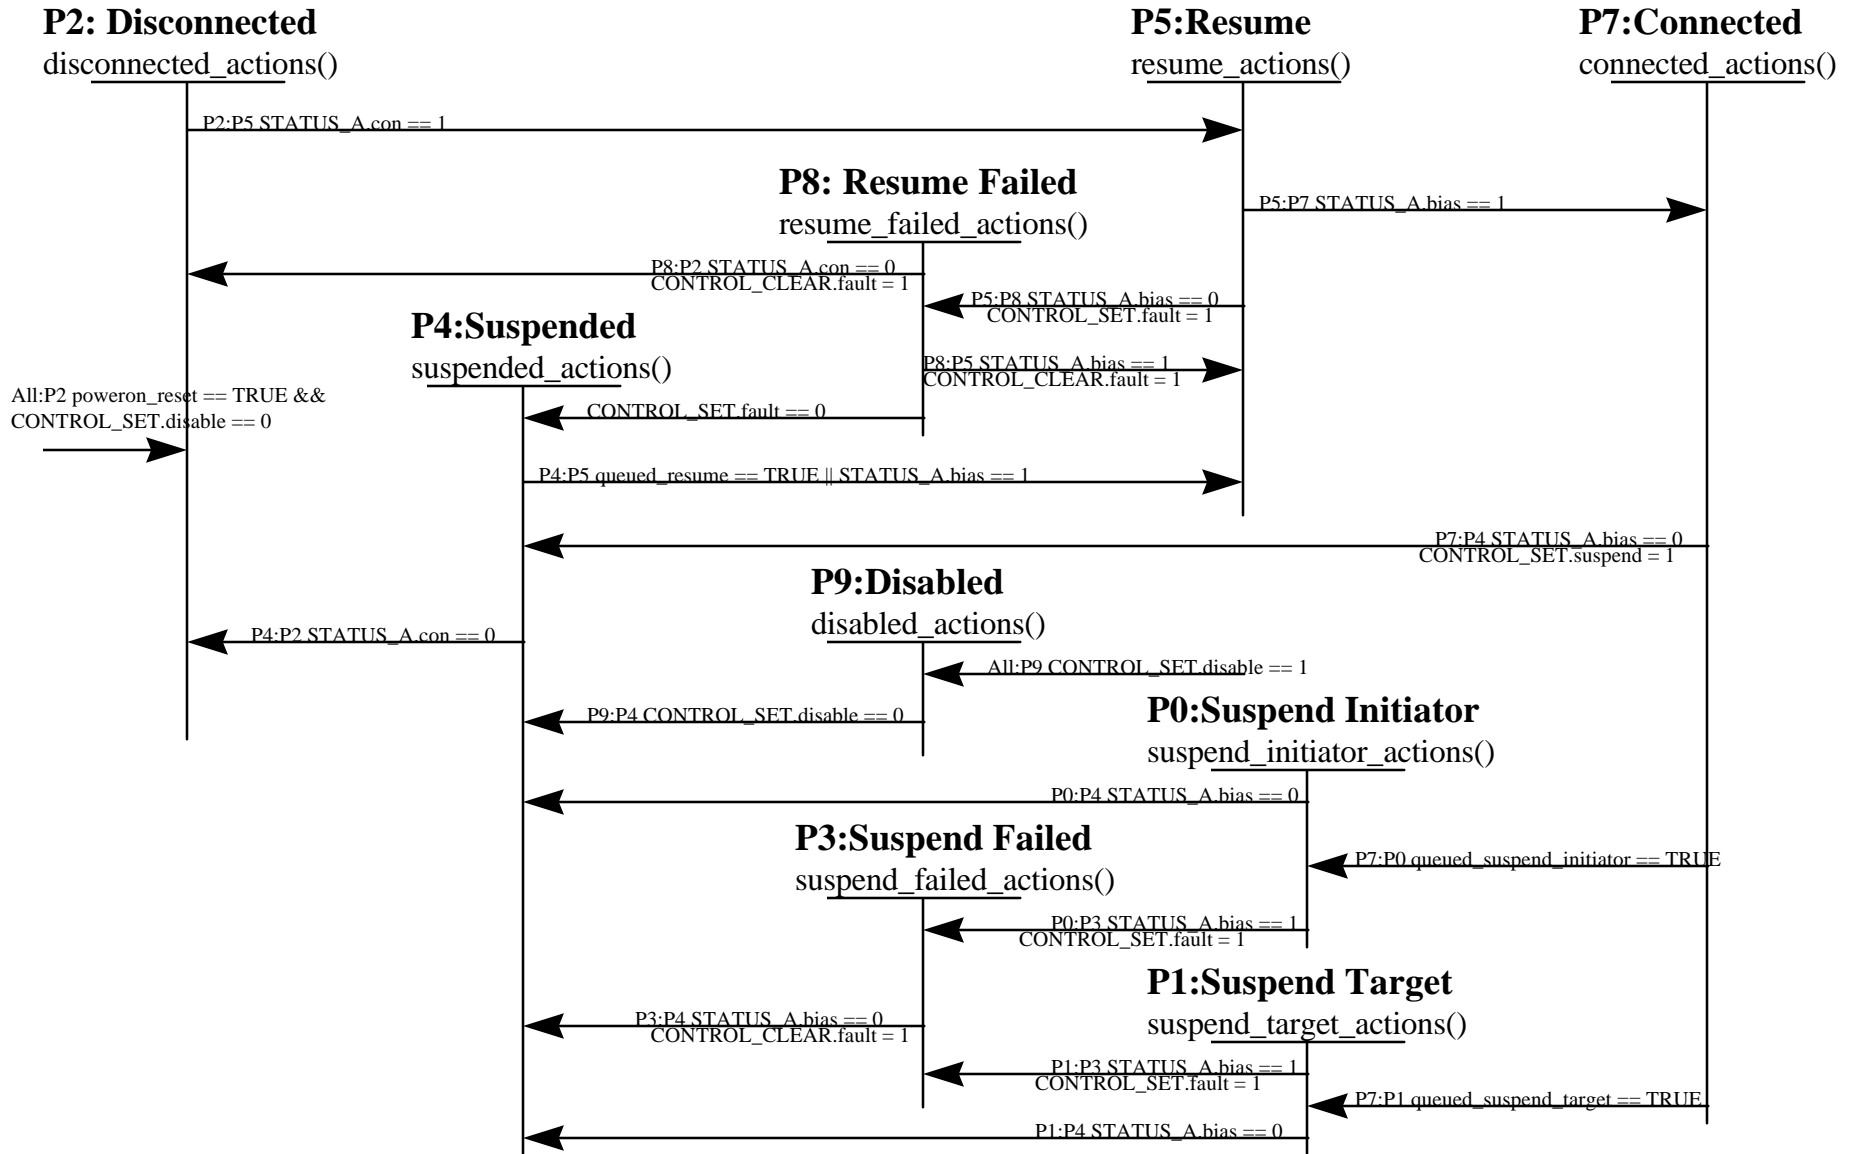 P2: Disconnected
disconnected_actions()
P5:Resume
resume_actions()
P7:Connected
connected_actions()
P2:P5 STATUS_A.con == 1
P8: Resume Failed
resume_failed_actions()
P5:P7 STATUS_A.bias == 1
P8:P2 STATUS_A.con == 0
CONTROL_CLEAR.fault = 1
P5:P8 STATUS_A.bias == 0
CONTROL_SET.fault = 1
P4:Suspended
suspended_actions()
P8:P5 STATUS_A.bias == 1
CONTROL_CLEAR.fault = 1
All:P2 poweron_reset == TRUE &&
CONTROL_SET.disable == 0
CONTROL_SET.fault == 0
P4:P5 queued_resume == TRUE || STATUS_A.bias == 1
P7:P4 STATUS_A.bias == 0
CONTROL_SET.suspend = 1
P9:Disabled
disabled_actions()
P4:P2 STATUS_A.con == 0
All:P9 CONTROL_SET.disable == 1
P9:P4 CONTROL_SET.disable == 0
P0:Suspend Initiator
suspend_initiator_actions()
P0:P4 STATUS_A.bias == 0
P3:Suspend Failed
suspend_failed_actions()
P7:P0 queued_suspend_initiator == TRUE
P0:P3 STATUS_A.bias == 1
CONTROL_SET.fault = 1
P1:Suspend Target
suspend_target_actions()
P3:P4 STATUS_A.bias == 0
CONTROL_CLEAR.fault = 1
P1:P3 STATUS_A.bias == 1
CONTROL_SET.fault = 1
P7:P1 queued_suspend_target == TRUE
P1:P4 STATUS_A.bias == 0